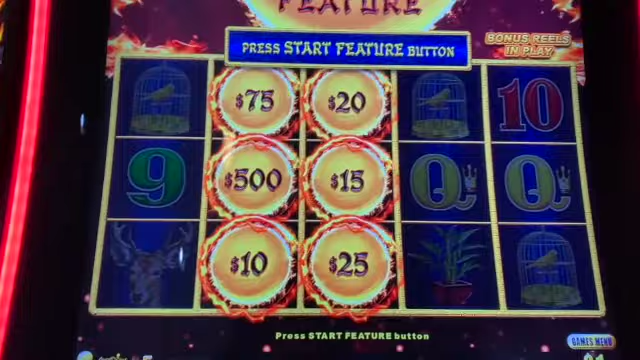 FEATURE
PRESS START FEATURE BUTTON
BONUS REELS
IN PLAY
$75
$20
10
9
$500
$15
Q
Q
$10
$25
Press START FEATURE button
GAMES MENU